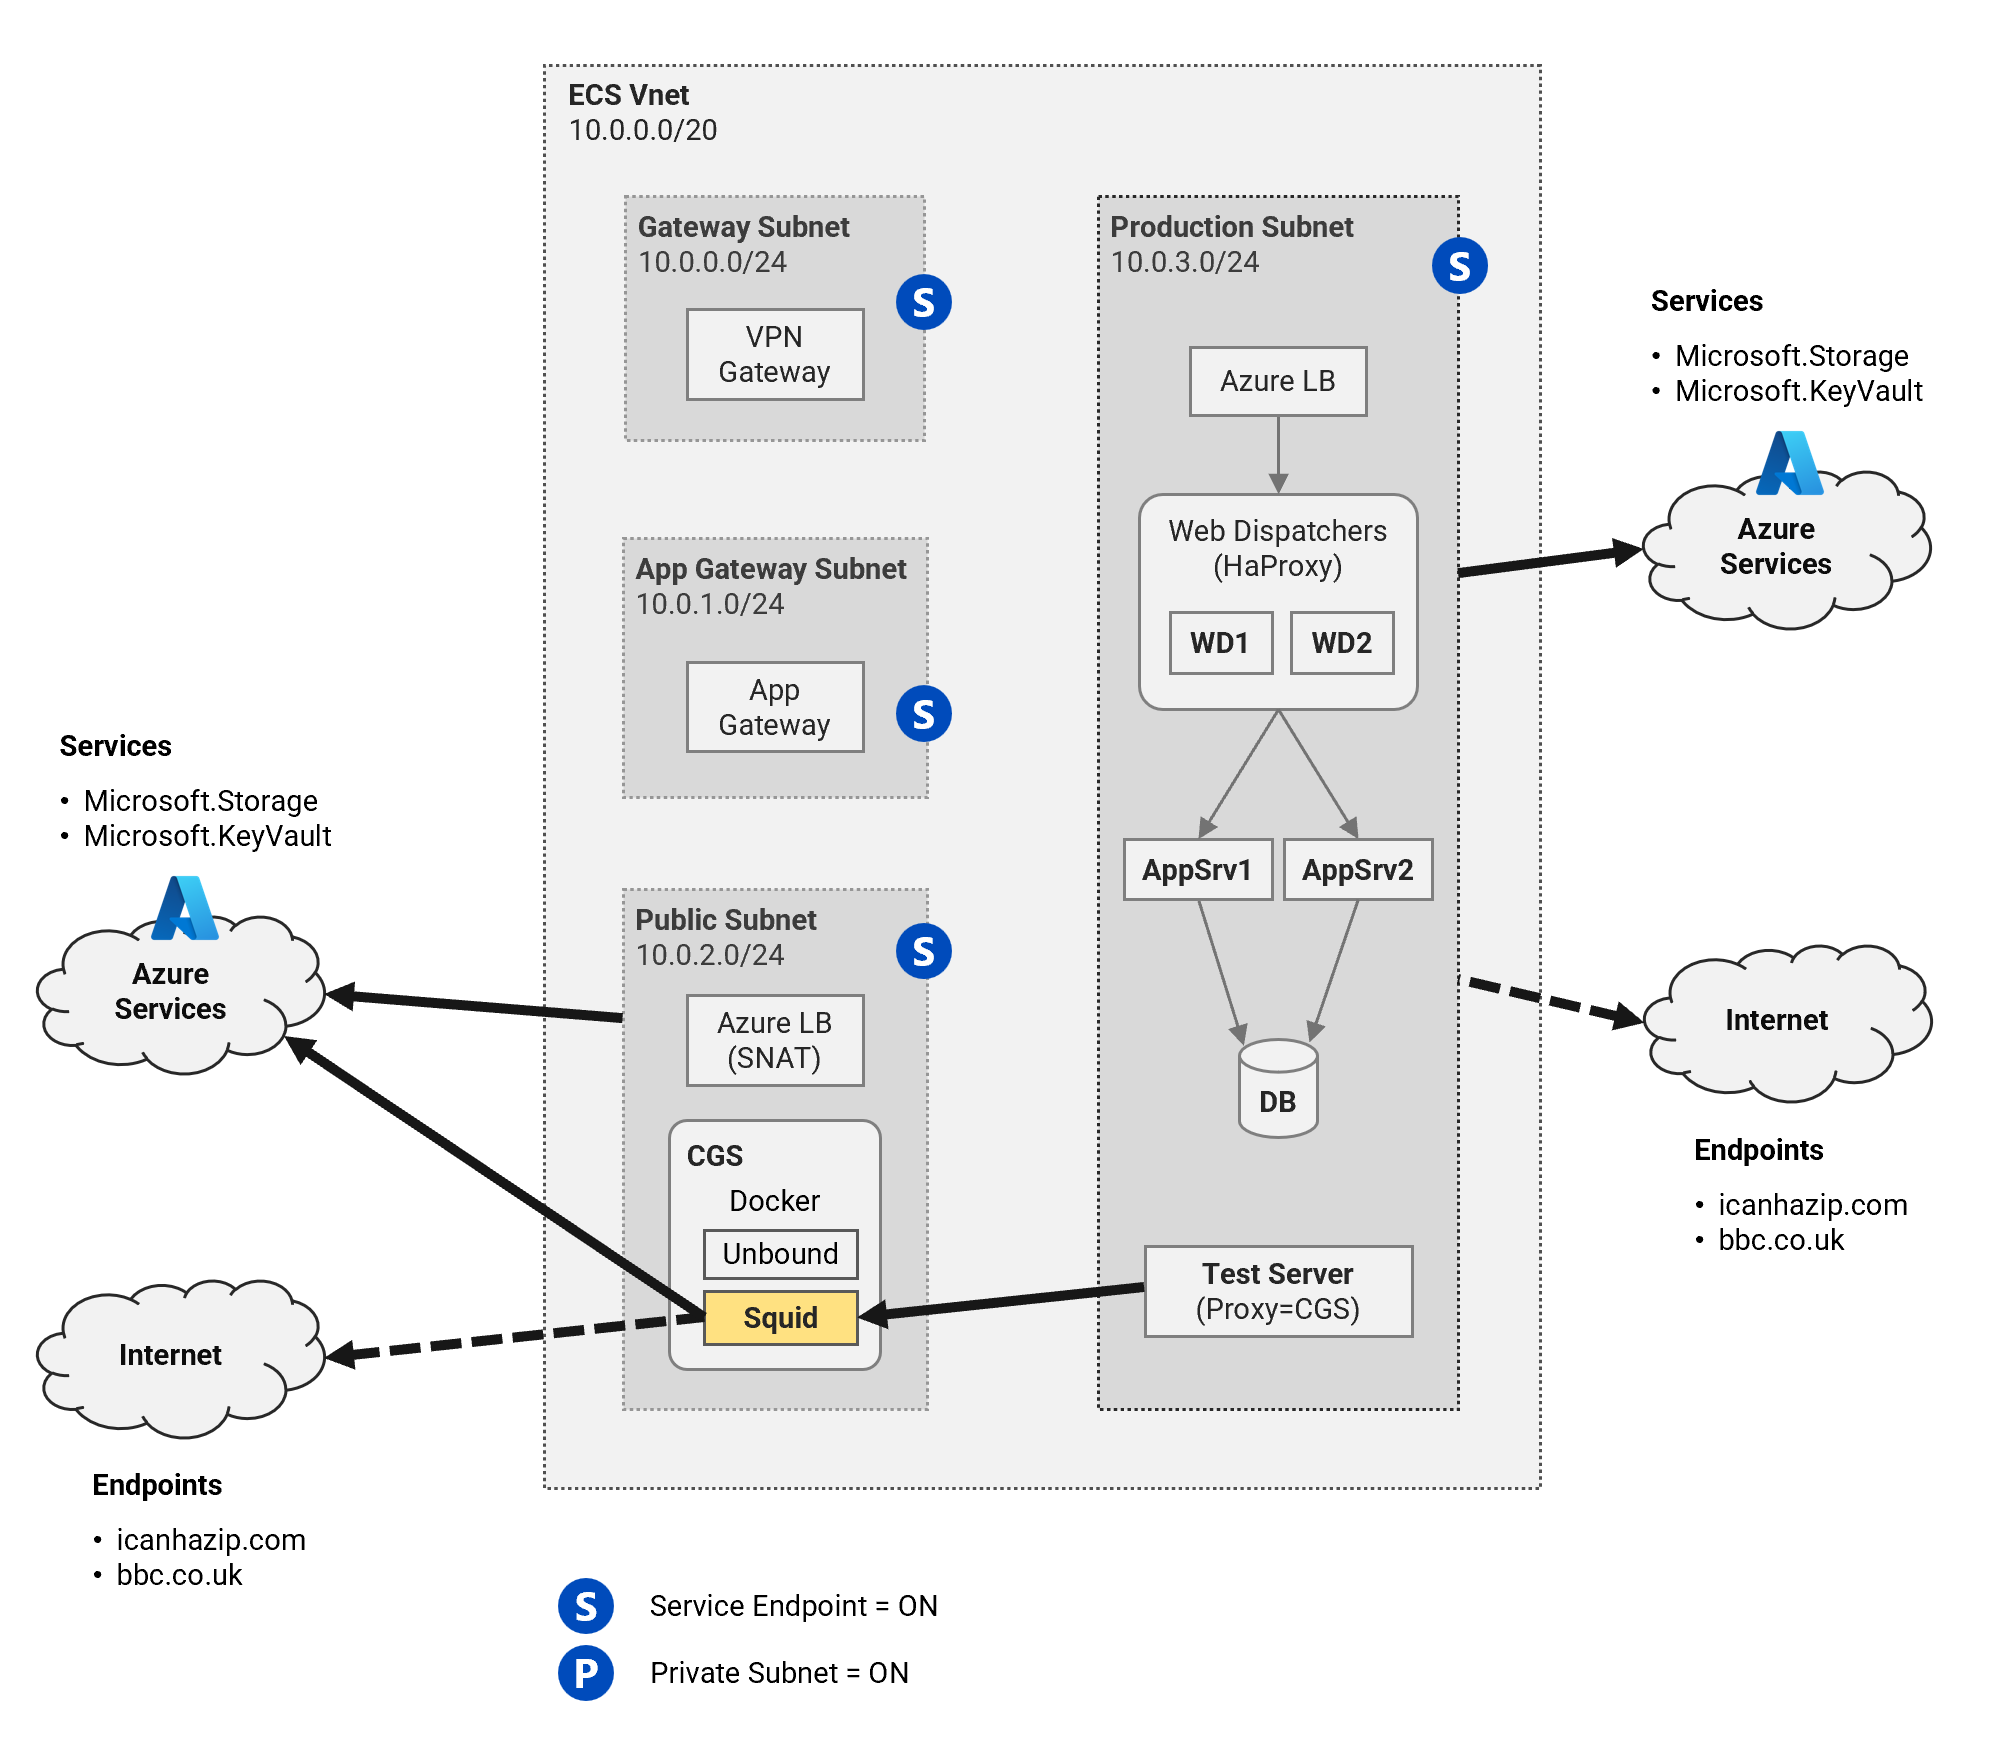 ECS Vnet
10.0.0.0/20
Gateway Subnet
10.0.0.0/24
S
VPN
Gateway
App Gateway Subnet
10.0.1.0/24
App
Gateway
S
Public Subnet
10.0.2.0/24
S
Azure LB
(SNAT)
CGS
Docker
Unbound
Squid
Production Subnet
10.0.3.0/24
S
Azure LB
Web Dispatchers
(HaProxy)
WD1
WD2
AppSrv1
AppSrv2
DB
Test Server
(Proxy=CGS)
Services
• Microsoft.Storage
• Microsoft.KeyVault
Azure
Services
Internet
Endpoints
• icanhazip.com
• bbc.co.uk
Services
• Microsoft.Storage
• Microsoft.KeyVault
Azure
Services
Internet
Endpoints
• icanhazip.com
• bbc.co.uk
S Service Endpoint = ON
P Private Subnet = ON